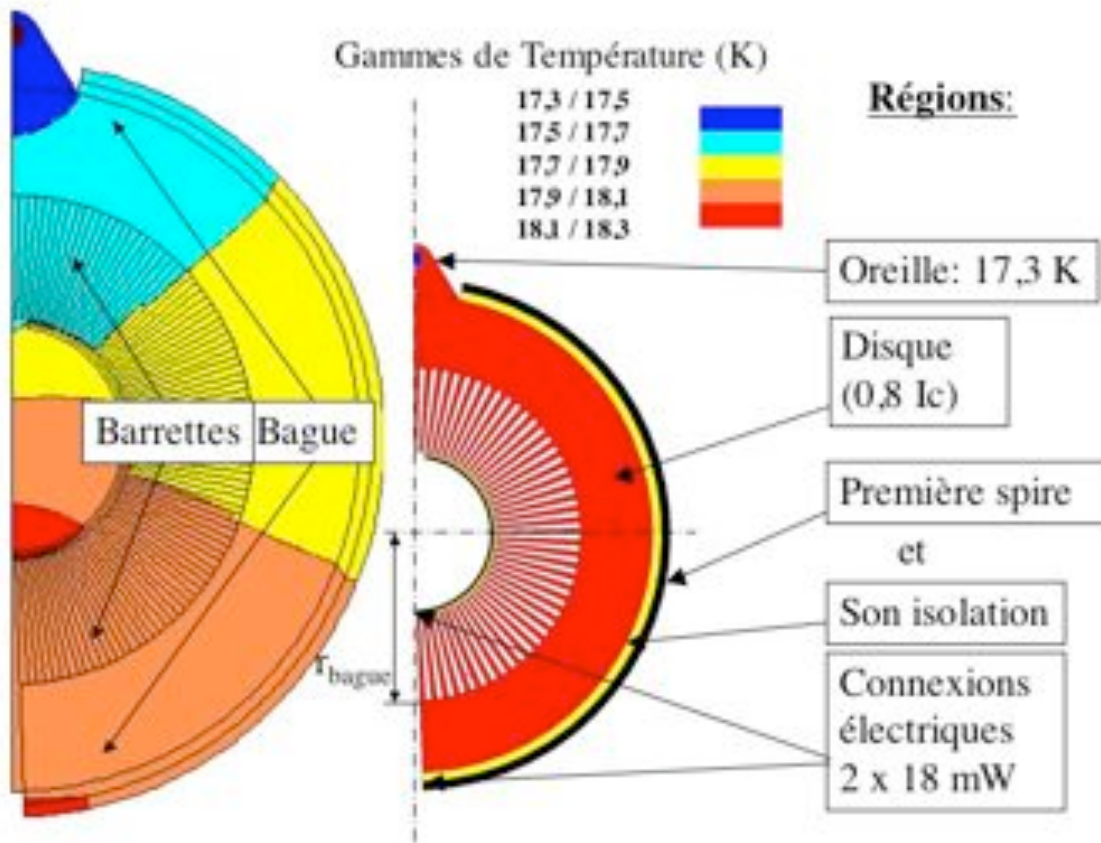 Gammes de Température (K)
17,3 / 17,5
17,5 / 17,7
17,7 / 17,9
17,9 / 18,1
18,1 / 18,3
Régions:
Oreille: 17,3 K
Disque
(0,8 Ic)
Barrettes
Bague
Première spire
et
Son isolation
r bague
Connexions
électriques
2 x 18 mW